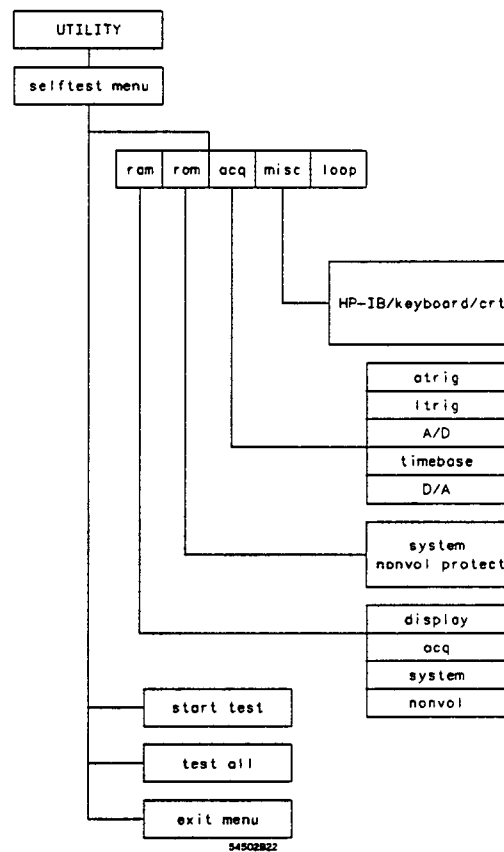 UTILITY
selftest menu
ram rom acq misc loop
HP-IB/keyboard/crt
atrig
ltrig
A/D
timebase
D/A
system
nonvol protect
display
acq
system
nonvol
start test
test all
exit menu
54502B22